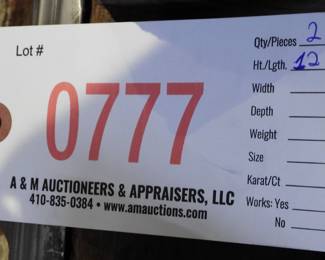 Lot #
0777
A & M AUCTIONEERS & APPRAISERS, LLC
410-835-0384 • www.amauctions.com
Qty/Pieces 2
Ht./Lgth. 12
Width
Depth
Weight
Size
Karat/Ct
Works: Yes
No